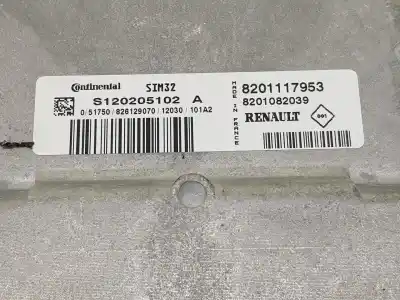 Continental SIM32
S120205102 A
0/51750/826129070/12030/101A2
MADE IN FRANCE
8201117953
8201082039
RENAULT 001